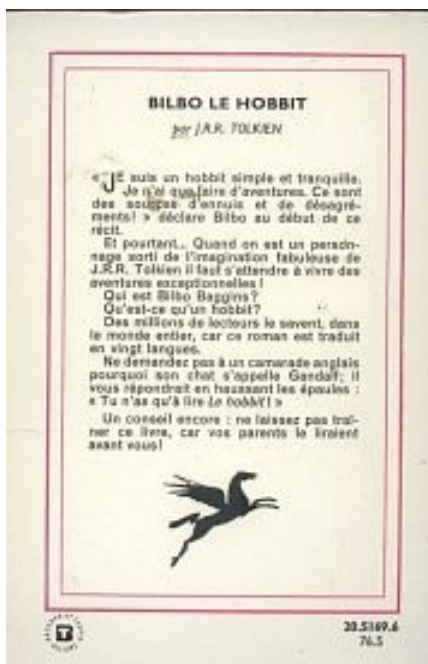 BILBO LE HOBBIT
par J.R.R. TOLKIEN
« JE suis un hobbit simple et tranquille.
Je n'ai que faire d'aventures. Ce sont
des sources d'ennuis et de désagré-
ments! » déclare Bilbo au début de ce
récit.
Et pourtant... Quand on est un person-
nage sorti de l'imagination fabuleuse de
J.R.R. Tolkien il faut s'attendre à vivre des
aventures exceptionnelles!
Qui est Bilbo Baggins?
Qu'est-ce qu'un hobbit?
Des millions de lecteurs le savent, dans
le monde entier, car ce roman est traduit
en vingt langues.
Ne demandez pas à un camarade anglais
pourquoi son chat s'appelle Gandalf; il
vous répondrait en haussant les épaules :
« Tu n'as qu'à lire Le hobbit! »
Un conseil encore : ne laissez pas traî-
ner ce livre, car vos parents le liraient
avant vous!
T
20.5169.6
76.5